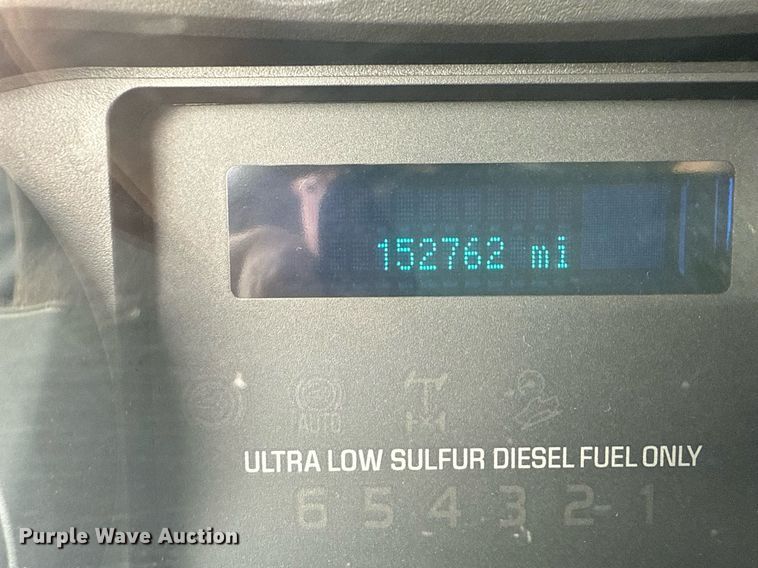 152762 mi
AUTO
ULTRA LOW SULFUR DIESEL FUEL ONLY
6 5 4 3 2 1
Purple Wave Auction